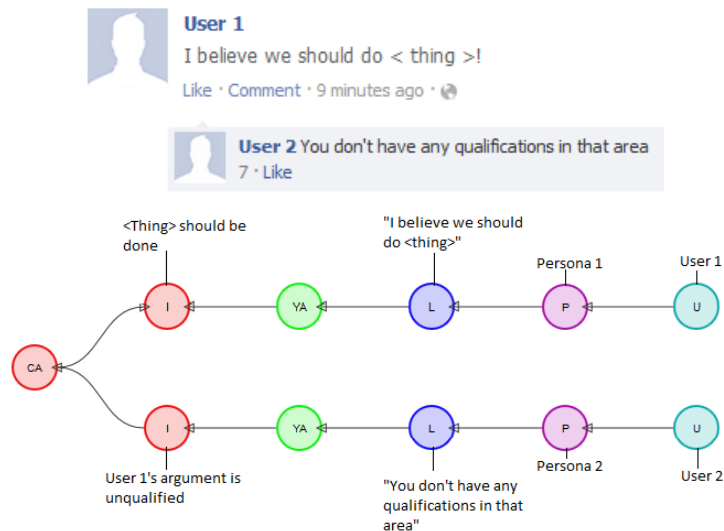 User 1
I believe we should do < thing >!
Like · Comment · 9 minutes ago ·
User 2 You don't have any qualifications in that area
7 · Like
<Thing> should be
done
"I believe we should
do <thing>"
Persona 1
User 1
I
YA
L
P
U
CA
I
YA
L
P
U
User 1's argument is
unqualified
"You don't have any
qualifications in that
area"
Persona 2
User 2